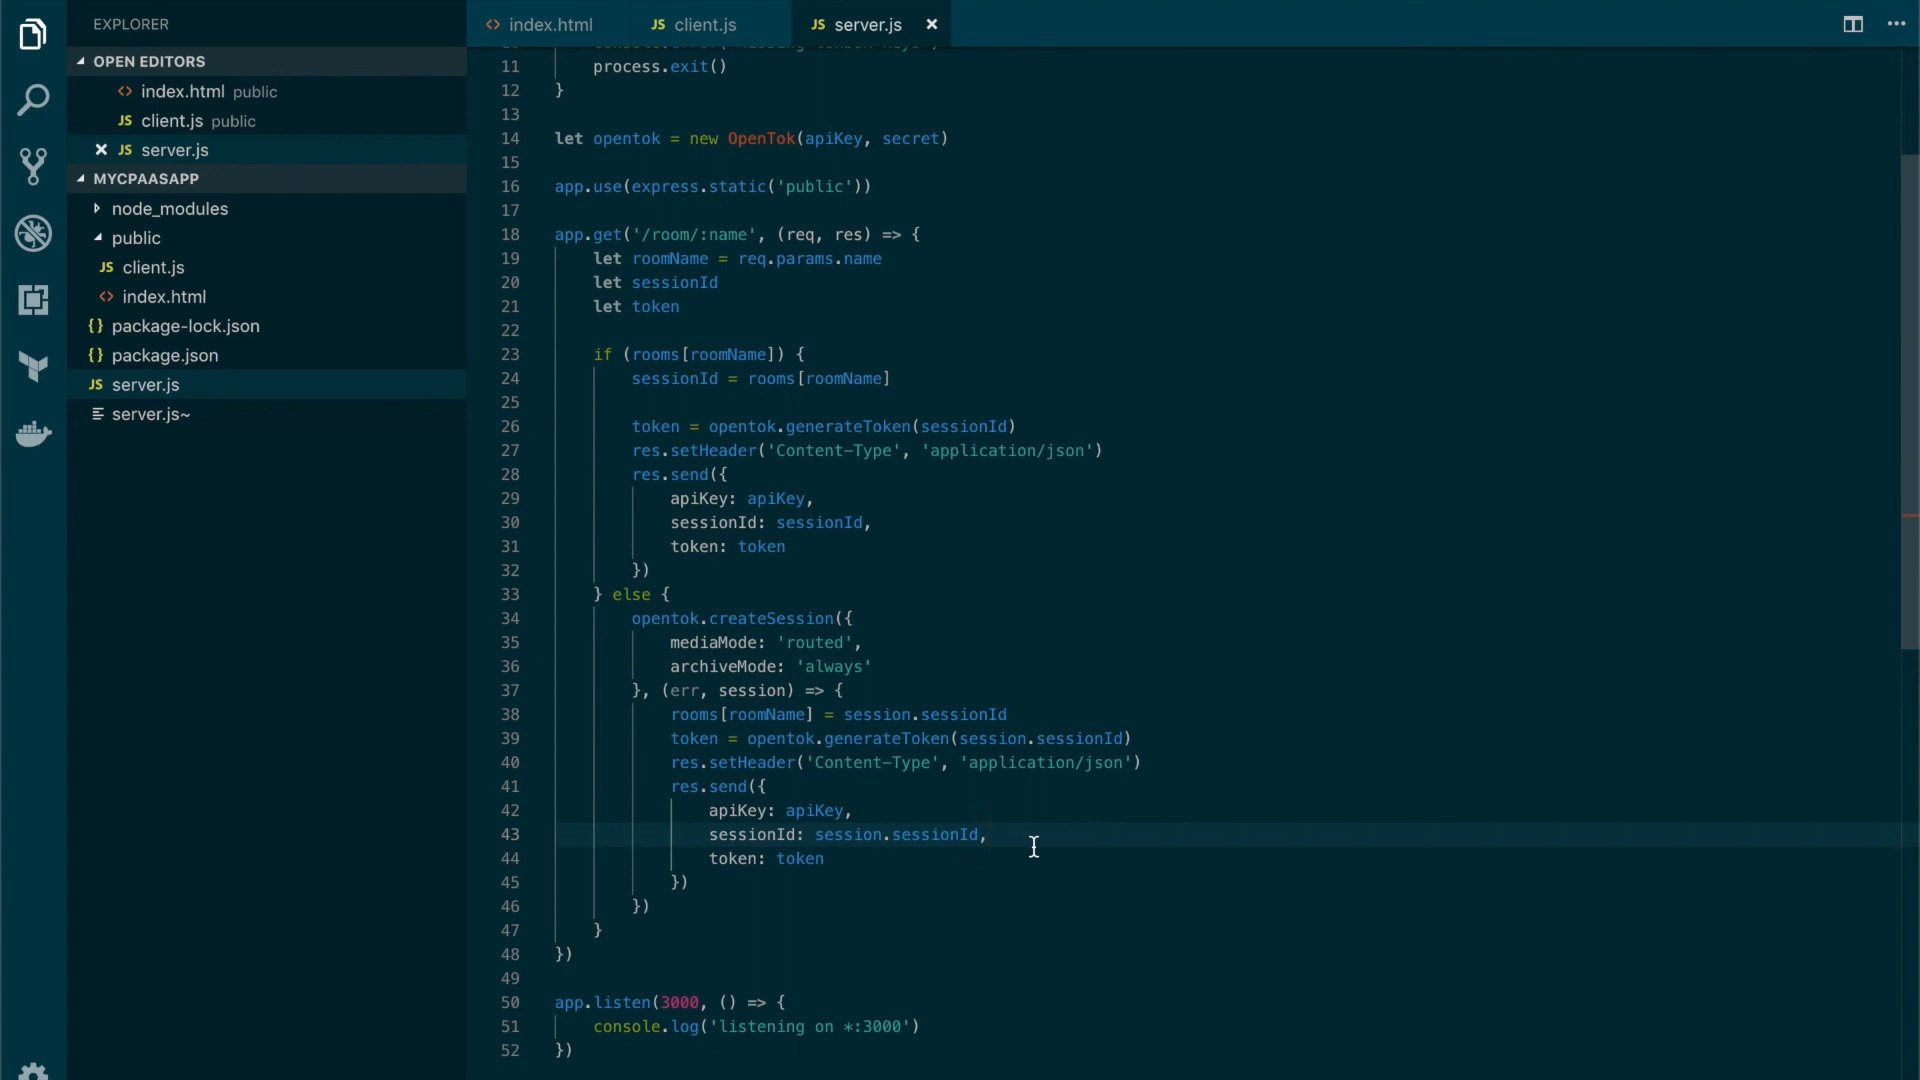 EXPLORER
OPEN EDITORS
index.html public
JS client.js public
JS server.js
MYCPAASAPP
node_modules
public
JS client.js
index.html
{} package-lock.json
{} package.json
JS server.js
server.js~
index.html
JS client.js
JS server.js
11 process.exit()
12 }
13
14 let opentok = new OpenTok(apiKey, secret)
15
16 app.use(express.static('public'))
17
18 app.get('/room/:name', (req, res) => {
19 let roomName = req.params.name
20 let sessionId
21 let token
22
23 if (rooms[roomName]) {
24 sessionId = rooms[roomName]
25
26 token = opentok.generateToken(sessionId)
27 res.setHeader('Content-Type', 'application/json')
28 res.send({
29 apiKey: apiKey,
30 sessionId: sessionId,
31 token: token
32 })
33 } else {
34 opentok.createSession({
35 mediaMode: 'routed',
36 archiveMode: 'always'
37 }, (err, session) => {
38 rooms[roomName] = session.sessionId
39 token = opentok.generateToken(session.sessionId)
40 res.setHeader('Content-Type', 'application/json')
41 res.send({
42 apiKey: apiKey,
43 sessionId: session.sessionId,
44 token: token
45 })
46 })
47 }
48 })
49
50 app.listen(3000, () => {
51 console.log('listening on *:3000')
52 })